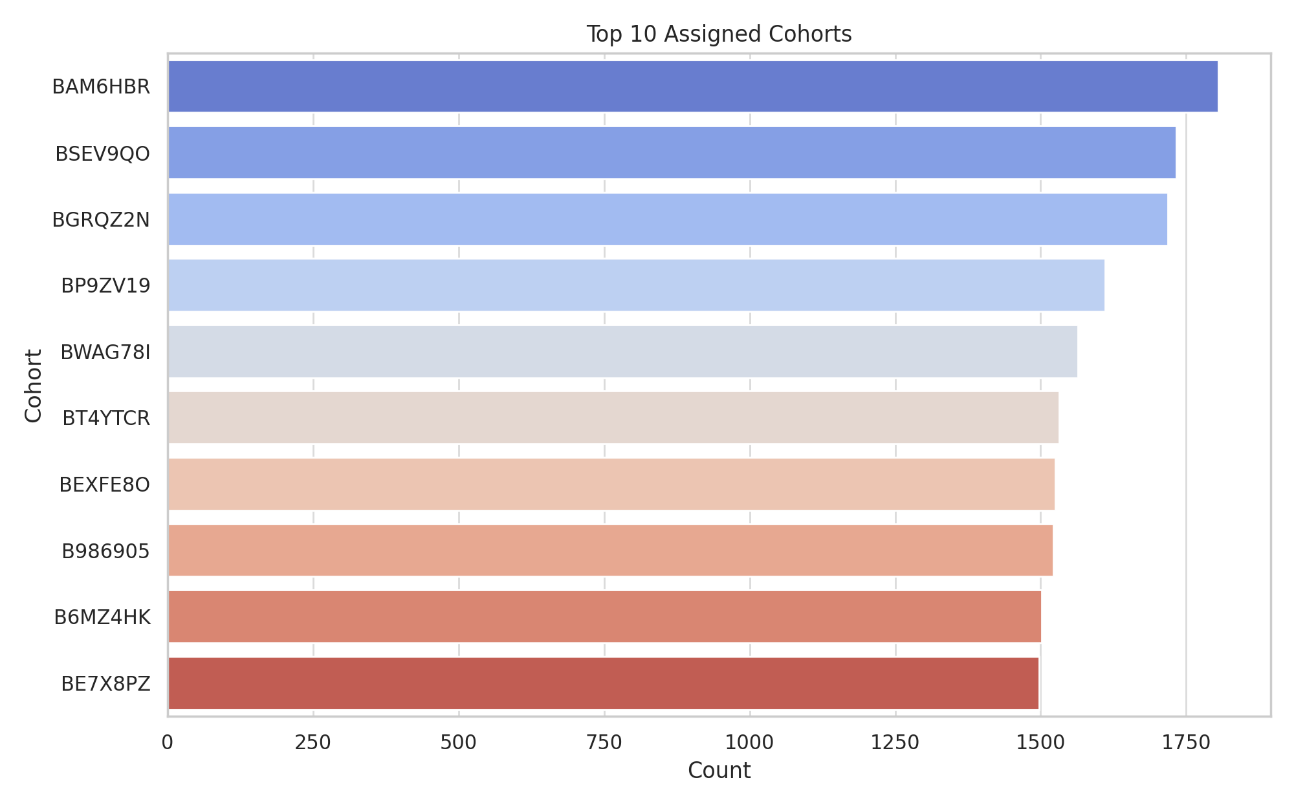 Top 10 Assigned Cohorts
Cohort
BAM6HBR
BSEV9QO
BGRQZ2N
BP9ZV19
BWAG78I
BT4YTCR
BEXFE8O
B986905
B6MZ4HK
BE7X8PZ
0 250 500 750 1000 1250 1500 1750
Count